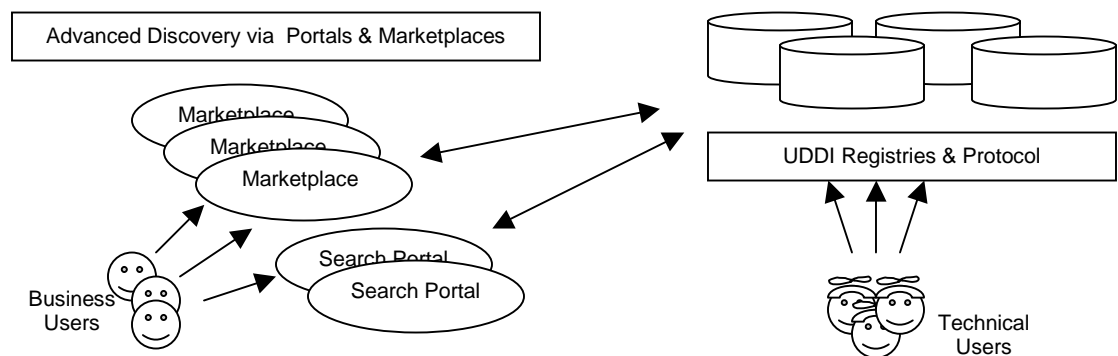 Advanced Discovery via Portals & Marketplaces
Marketplace
Marketplace
Marketplace
Search Portal
Search Portal
Business
Users
UDDI Registries & Protocol
Technical
Users